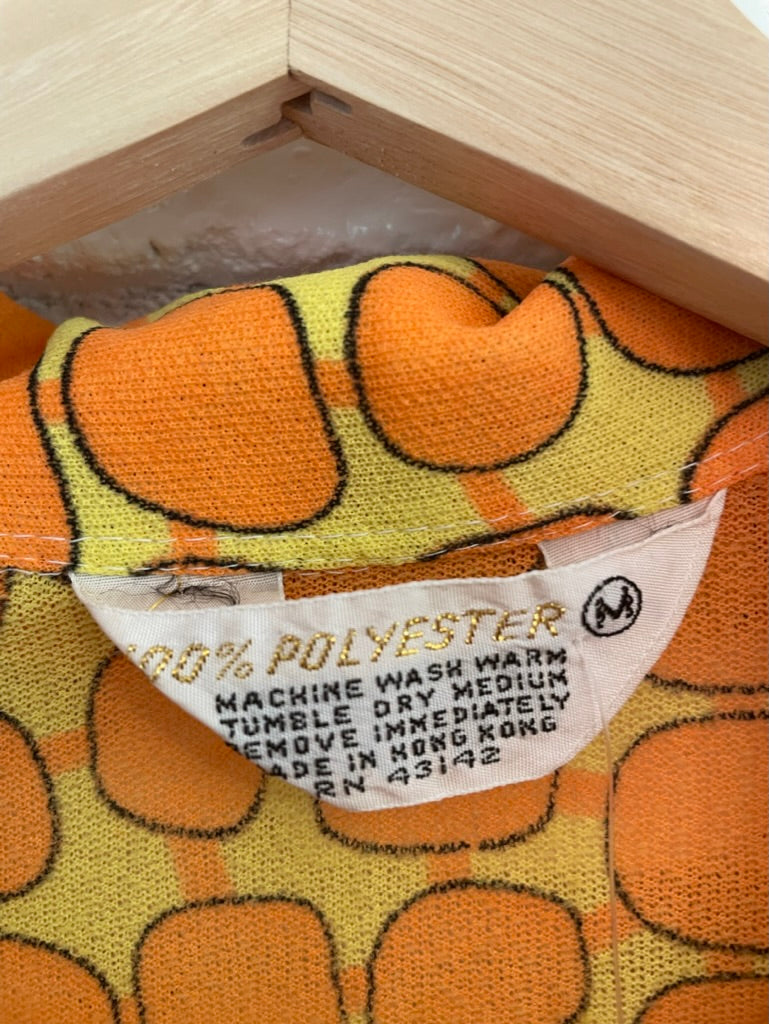 100% POLYESTER
M
MACHINE WASH WARM
TUMBLE DRY MEDIUM
REMOVE IMMEDIATELY
MADE IN HONG KONG
RN 43142